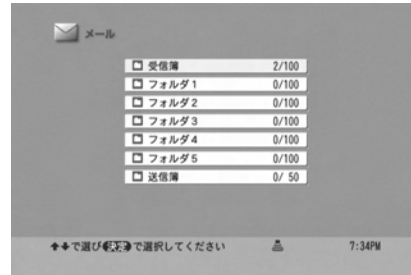 メール
受信簿 2/100
フォルダ1 0/100
フォルダ2 0/100
フォルダ3 0/100
フォルダ4 0/100
フォルダ5 0/100
送信簿 0/ 50
↑↓で選び決定で選択してください 7:34PM